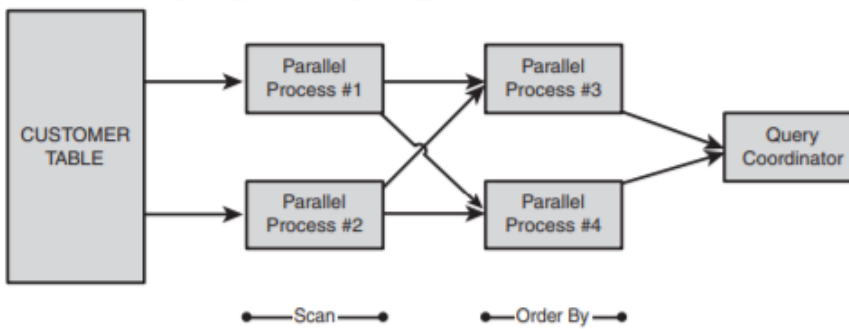 CUSTOMER
TABLE
Parallel
Process #1
Parallel
Process #2
Parallel
Process #3
Parallel
Process #4
Query
Coordinator
Scan
Order By